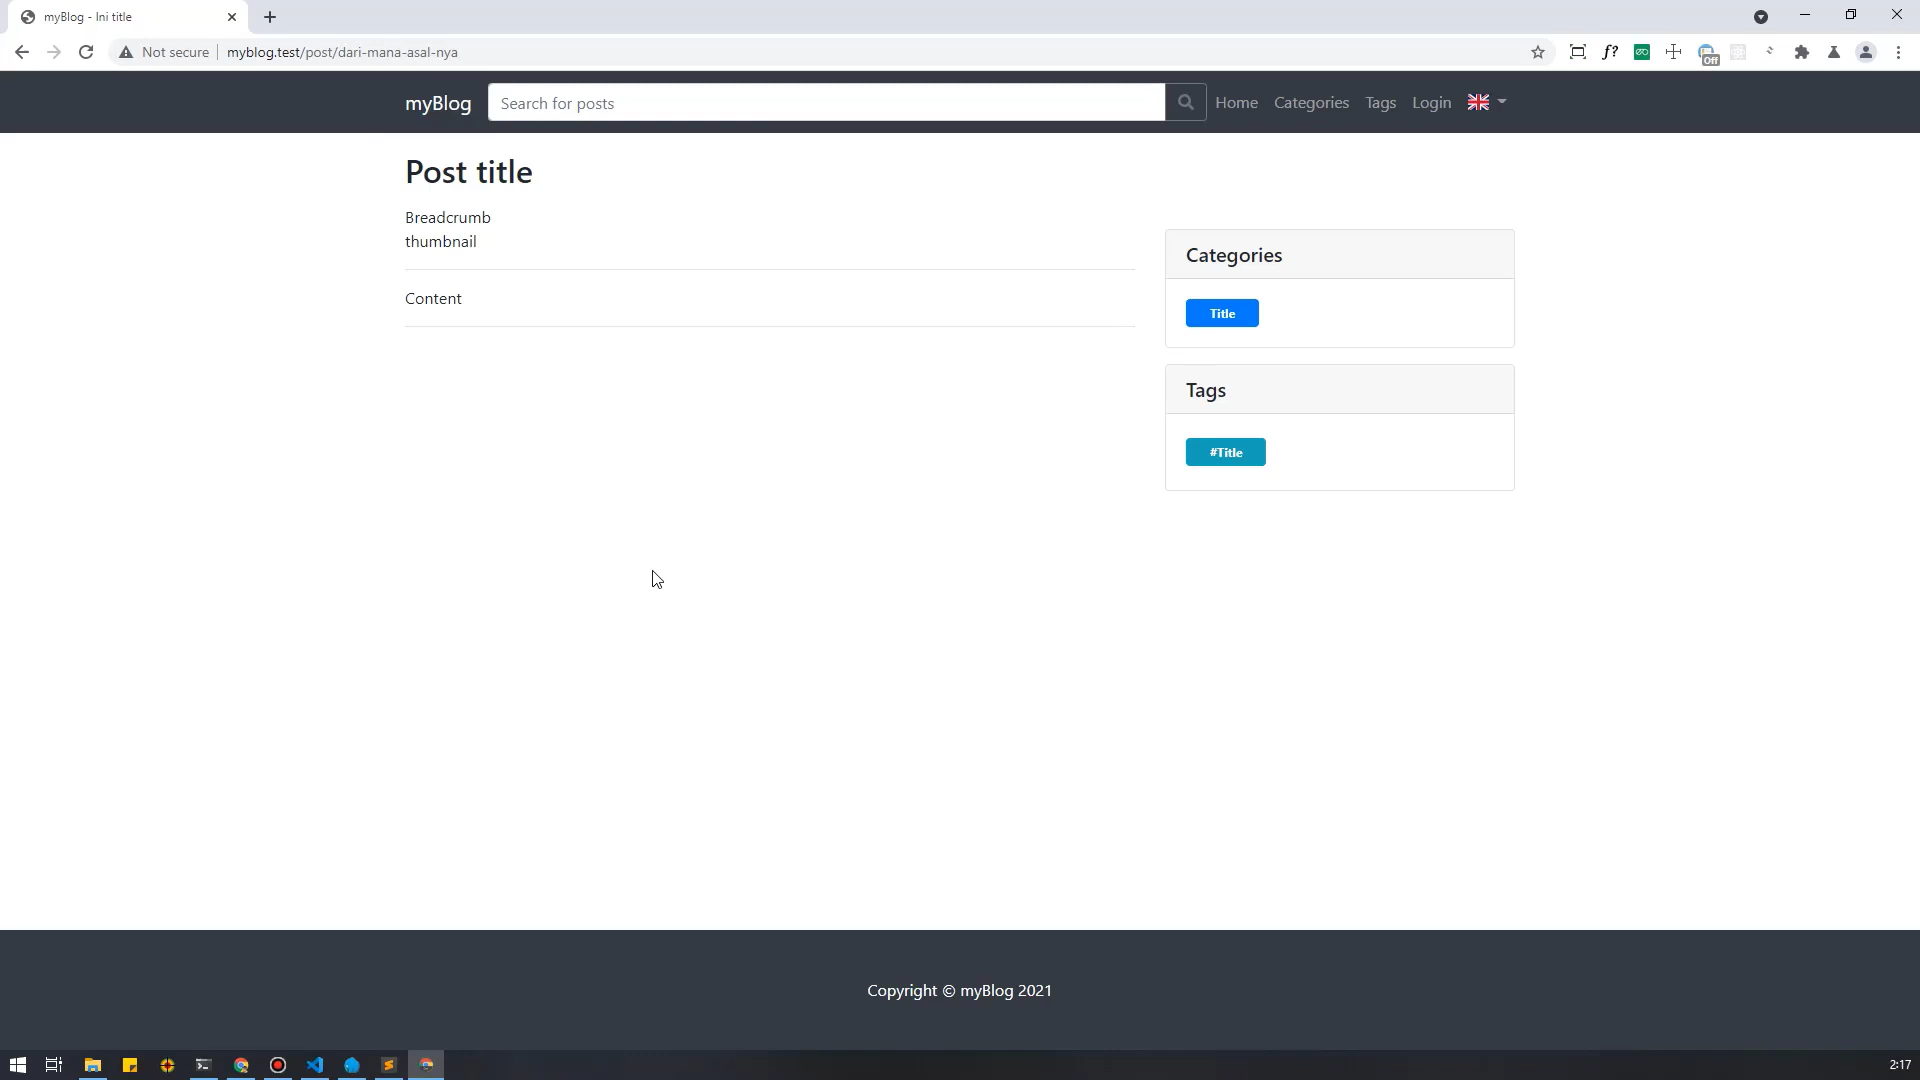 myBlog - Ini title
Not secure
myblog.test/post/dari-mana-asal-nya
f?
Off
myBlog
Search for posts
Home
Categories
Tags
Login
Post title
Breadcrumb
thumbnail
Categories
Content
Title
Tags
#Title
Copyright © myBlog 2021
2:17